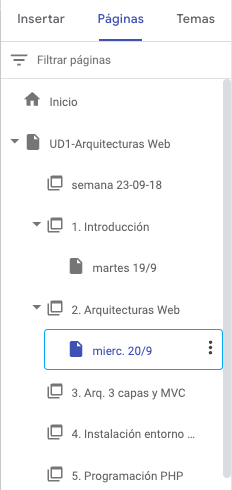 Insertar Páginas Temas
Filtrar páginas
Inicio
UD1-Arquitecturas Web
semana 23-09-18
1. Introducción
martes 19/9
2. Arquitecturas Web
mierc. 20/9
3. Arq. 3 capas y MVC
4. Instalación entorno ...
5. Programación PHP